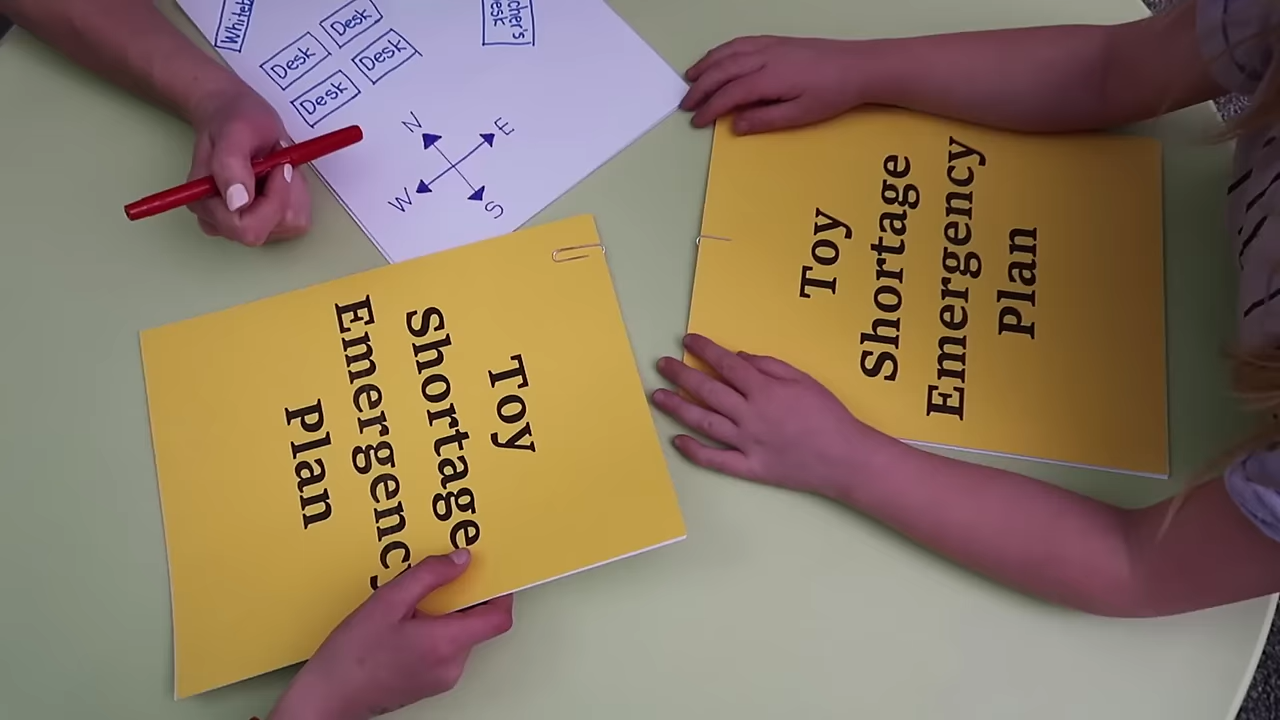 Desk
Desk
Desk
Desk
N
E
W
S
Toy
Shortage
Emergency
Plan
Toy
Shortage
Emergency
Plan